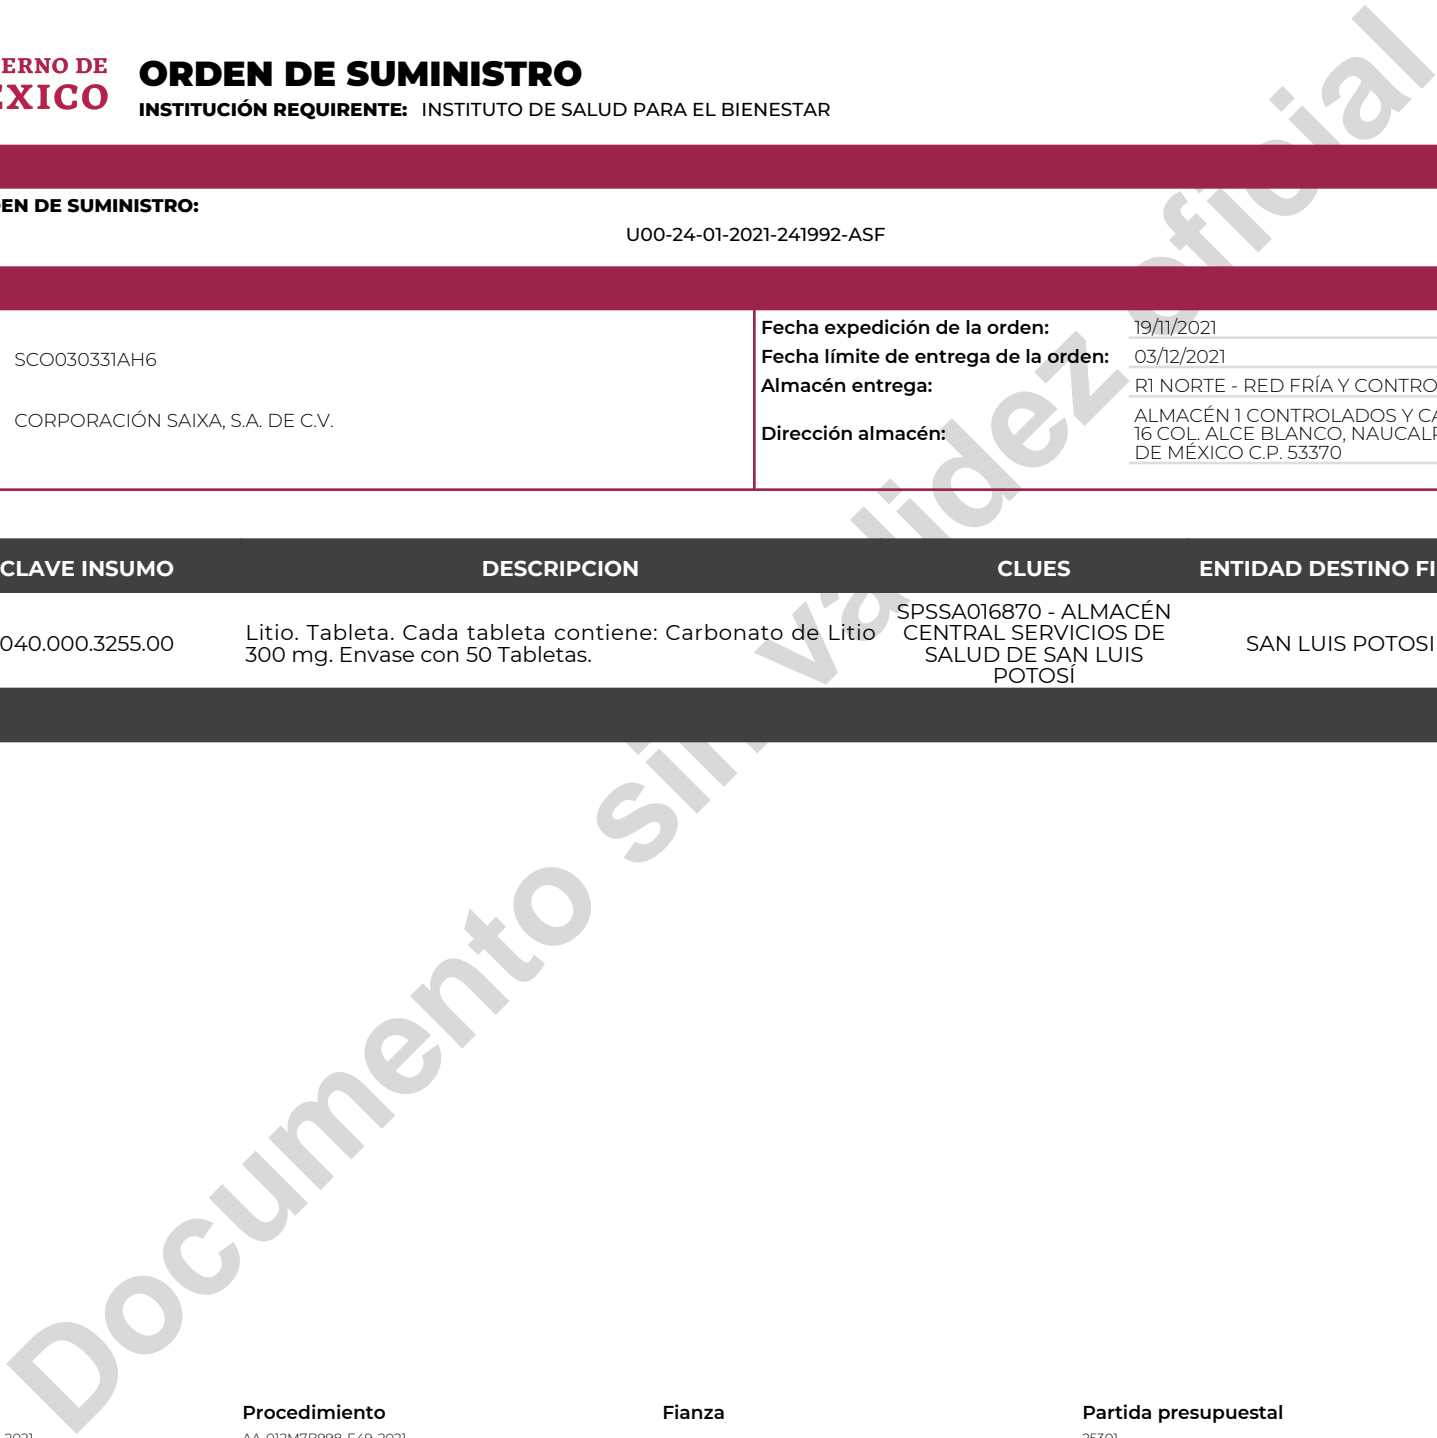 ERNO DE
ORDEN DE SUMINISTRO
INSTITUCIÓN REQUIRENTE: INSTITUTO DE SALUD PARA EL BIENESTAR
EN DE SUMINISTRO:
U00-24-01-2021-241992-ASF
SCO030331AH6
CORPORACIÓN SAIXA, S.A. DE C.V.
Fecha expedición de la orden: 19/11/2021
Fecha límite de entrega de la orden: 03/12/2021
Almacén entrega: R1 NORTE - RED FRÍA Y CONTRO
Dirección almacén: ALMACÉN 1 CONTROLADOS Y CA
16 COL. ALCE BLANCO, NAUCALP
DE MÉXICO C.P. 53370
CLAVE INSUMO DESCRIPCION CLUES ENTIDAD DESTINO FI
040.000.3255.00
Litio. Tableta. Cada tableta contiene: Carbonato de Litio
300 mg. Envase con 50 Tabletas.
SPSSA016870 - ALMACÉN
CENTRAL SERVICIOS DE
SALUD DE SAN LUIS
POTOSÍ
SAN LUIS POTOSI
Documento sin validez oficial
Procedimiento Fianza Partida presupuestal